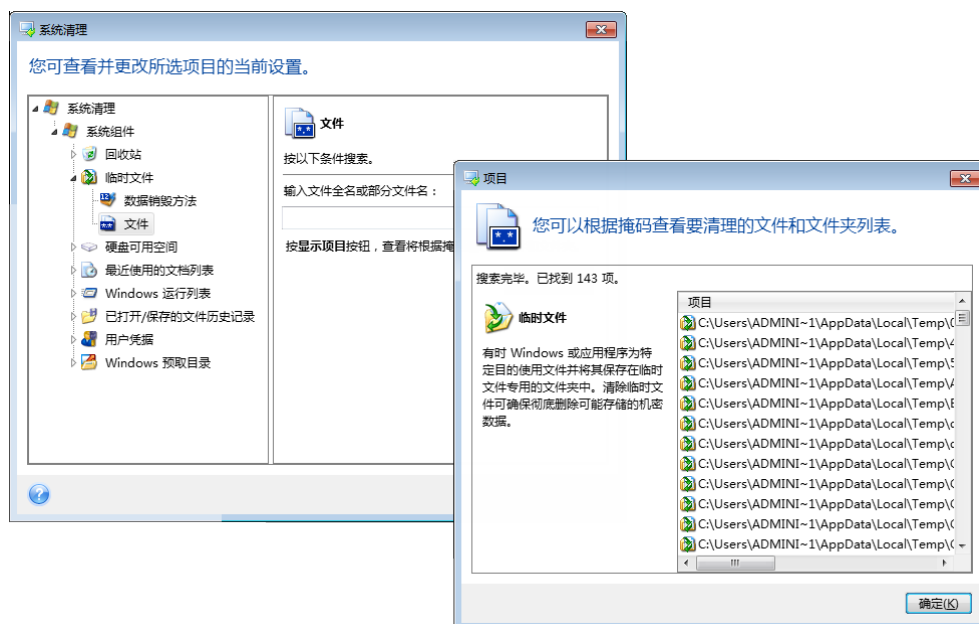 系统清理
您可查看并更改所选项目的当前设置。
系统清理
系统组件
回收站
临时文件
数据销毁方法
文件
硬盘可用空间
最近使用的文档列表
Windows 运行列表
已打开/保存的文件历史记录
用户凭据
Windows 预取目录
文件
按以下条件搜索。
输入文件全名或部分文件名：
按显示项目按钮，查看将根据掩
项目
您可以根据掩码查看要清理的文件和文件夹列表。
搜索完毕。已找到 143 项。
临时文件
有时 Windows 或应用程序为特
定目的使用文件并将其保存在临时
文件专用的文件夹中。清除临时文
件可确保彻底删除可能存储的机密
数据。
项目
C:\Users\ADMINI~1\AppData\Local\Temp\
C:\Users\ADMINI~1\AppData\Local\Temp\4
C:\Users\ADMINI~1\AppData\Local\Temp\5
C:\Users\ADMINI~1\AppData\Local\Temp\
C:\Users\ADMINI~1\AppData\Local\Temp\
C:\Users\ADMINI~1\AppData\Local\Temp\
C:\Users\ADMINI~1\AppData\Local\Temp\
C:\Users\ADMINI~1\AppData\Local\Temp\
C:\Users\ADMINI~1\AppData\Local\Temp\
C:\Users\ADMINI~1\AppData\Local\Temp\
C:\Users\ADMINI~1\AppData\Local\Temp\
C:\Users\ADMINI~1\AppData\Local\Temp\
确定(K)